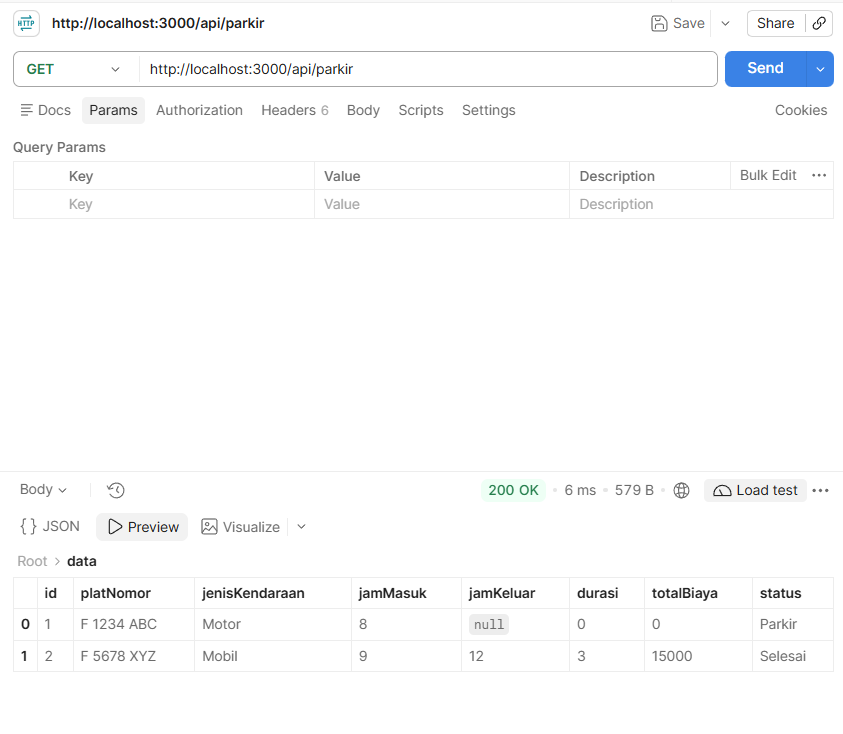 HTTP http://localhost:3000/api/parkir Save Share
GET http://localhost:3000/api/parkir Send
Docs Params Authorization Headers 6 Body Scripts Settings Cookies
Query Params
Key Value Description Bulk Edit ···
Key Value Description
Body 200 OK • 6 ms • 579 B • Load test ···
{ } JSON Preview Visualize
Root > data
id platNomor jenisKendaraan jamMasuk jamKeluar durasi totalBiaya status
0 1 F 1234 ABC Motor 8 null 0 0 Parkir
1 2 F 5678 XYZ Mobil 9 12 3 15000 Selesai